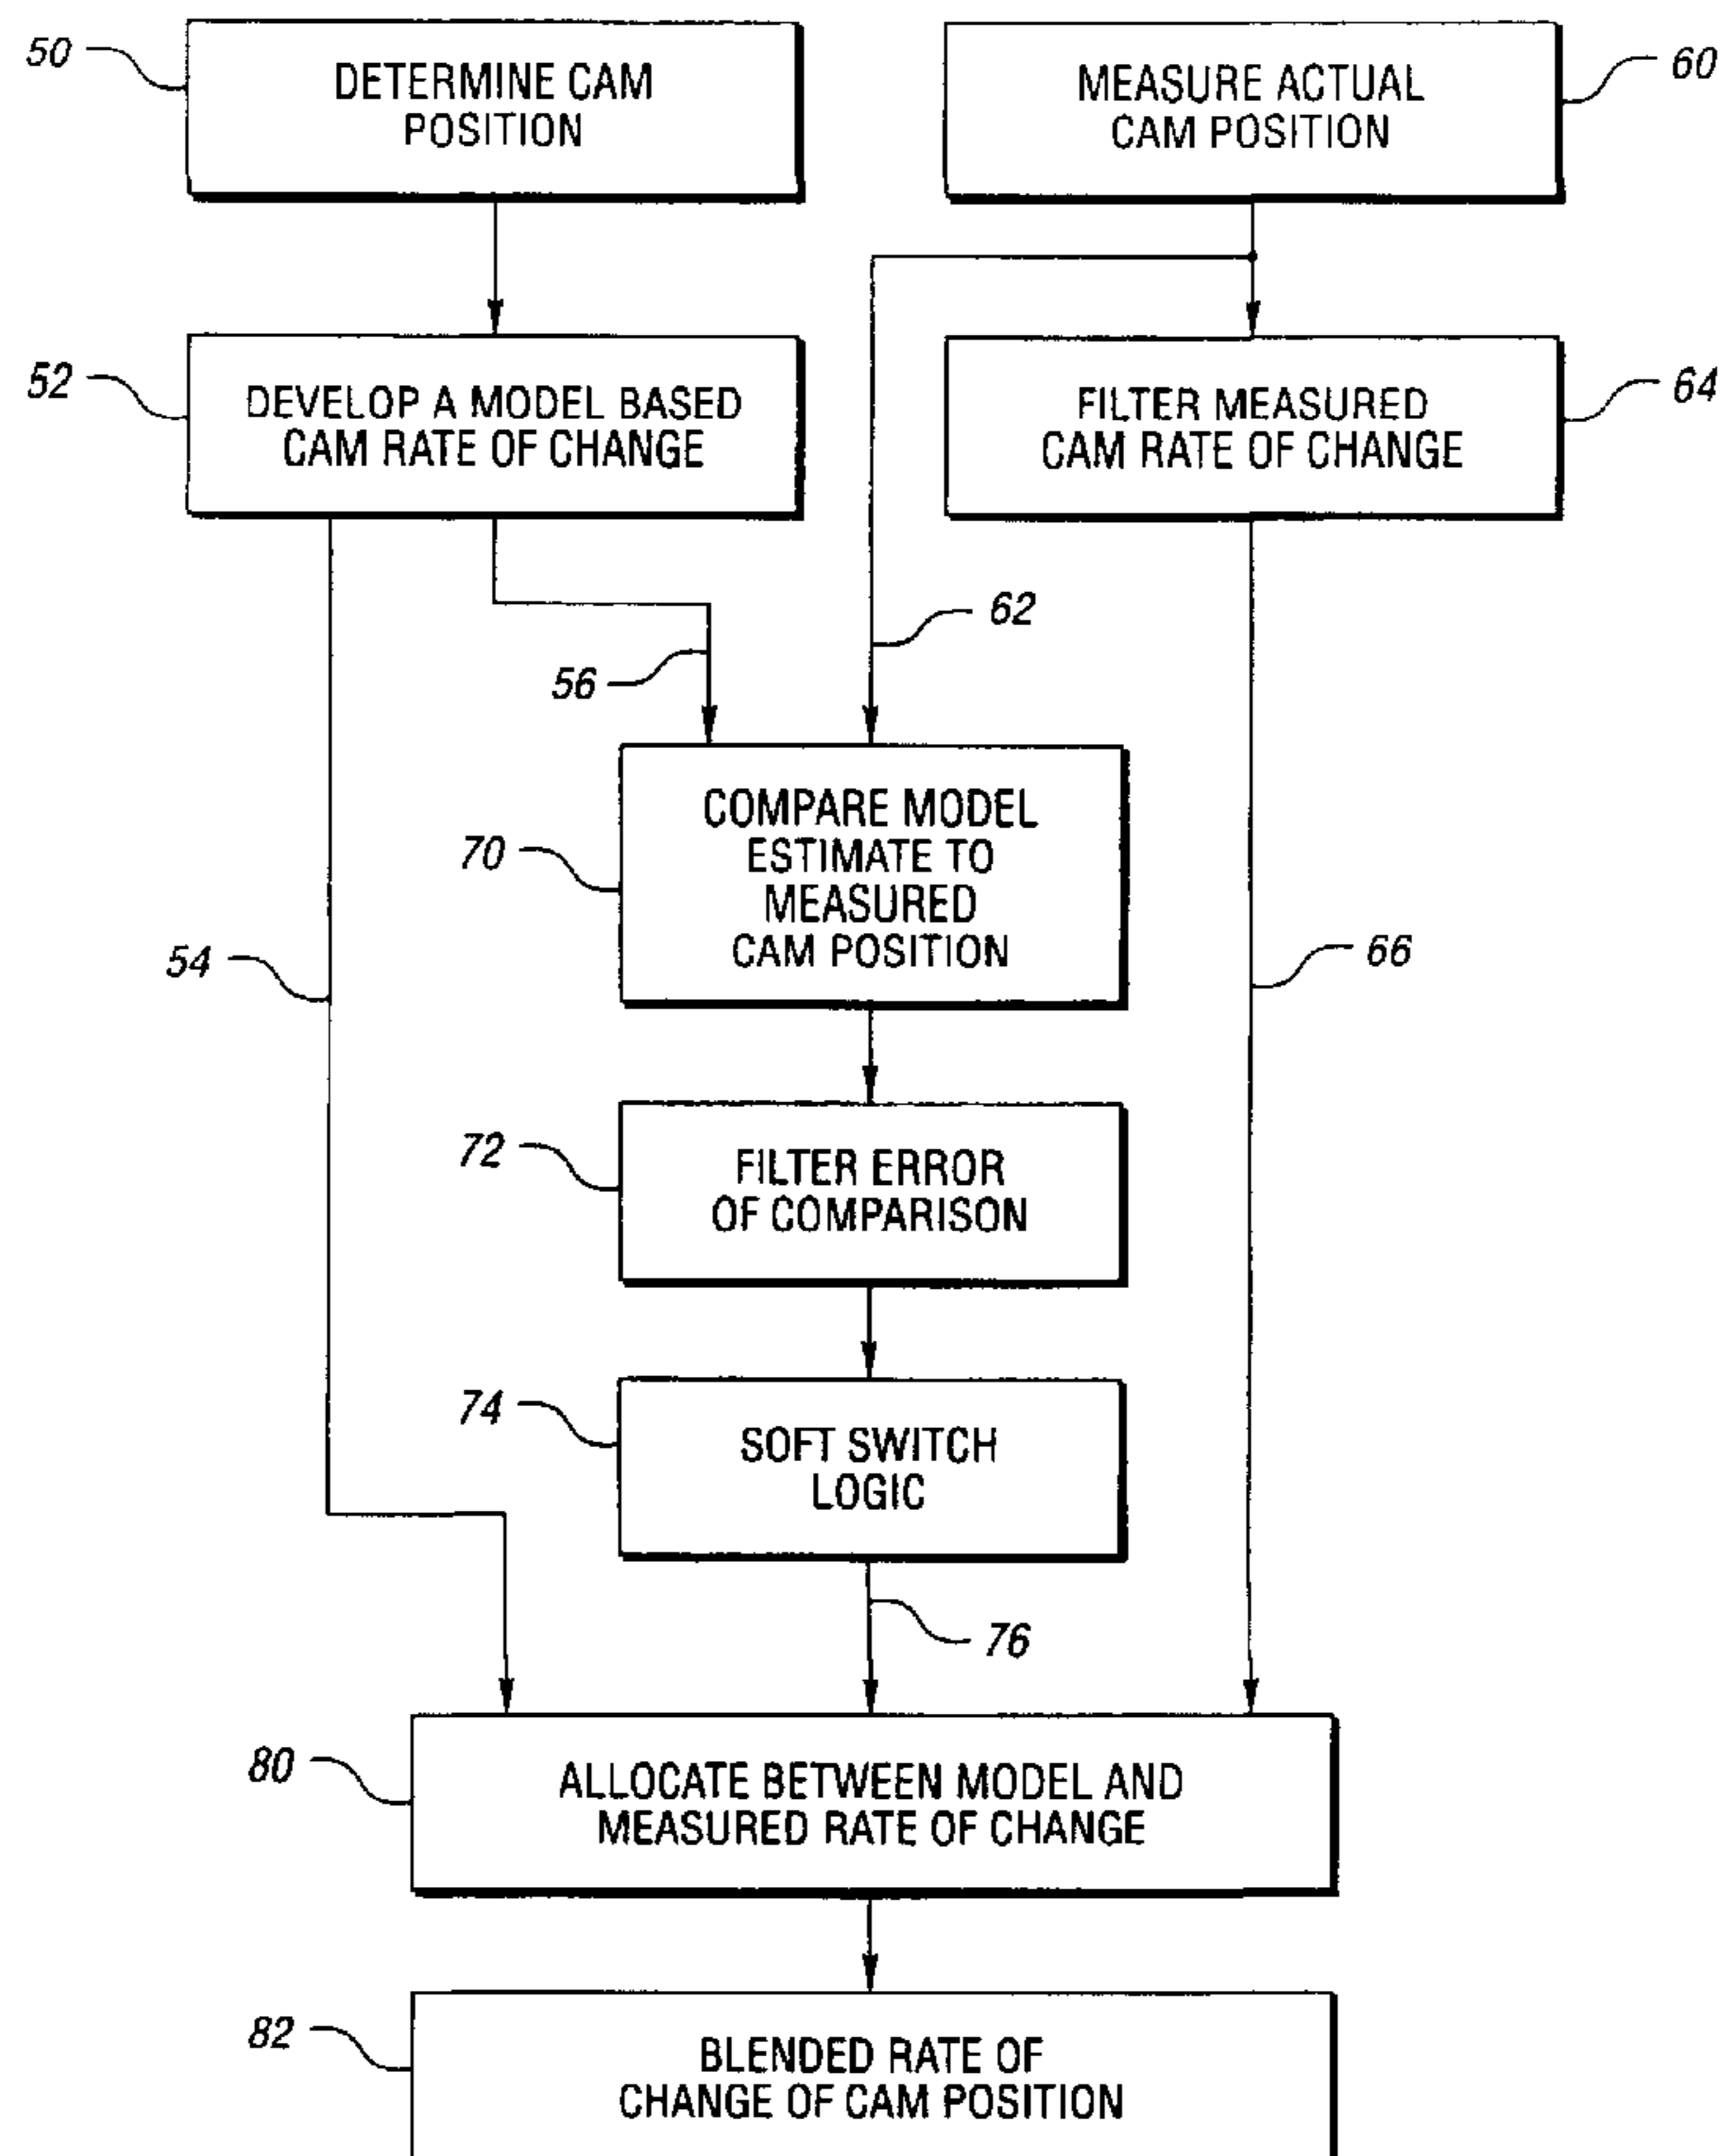 50
DETERMINE CAM
POSITION
MEASURE ACTUAL
CAM POSITION
60
52
DEVELOP A MODEL BASED
CAM RATE OF CHANGE
FILTER MEASURED
CAM RATE OF CHANGE
64
56
62
70
COMPARE MODEL
ESTIMATE TO
MEASURED
CAM POSITION
54
66
72
FILTER ERROR
OF COMPARISON
74
SOFT SWITCH
LOGIC
76
80
ALLOCATE BETWEEN MODEL AND
MEASURED RATE OF CHANGE
82
BLENDED RATE OF
CHANGE OF CAM POSITION